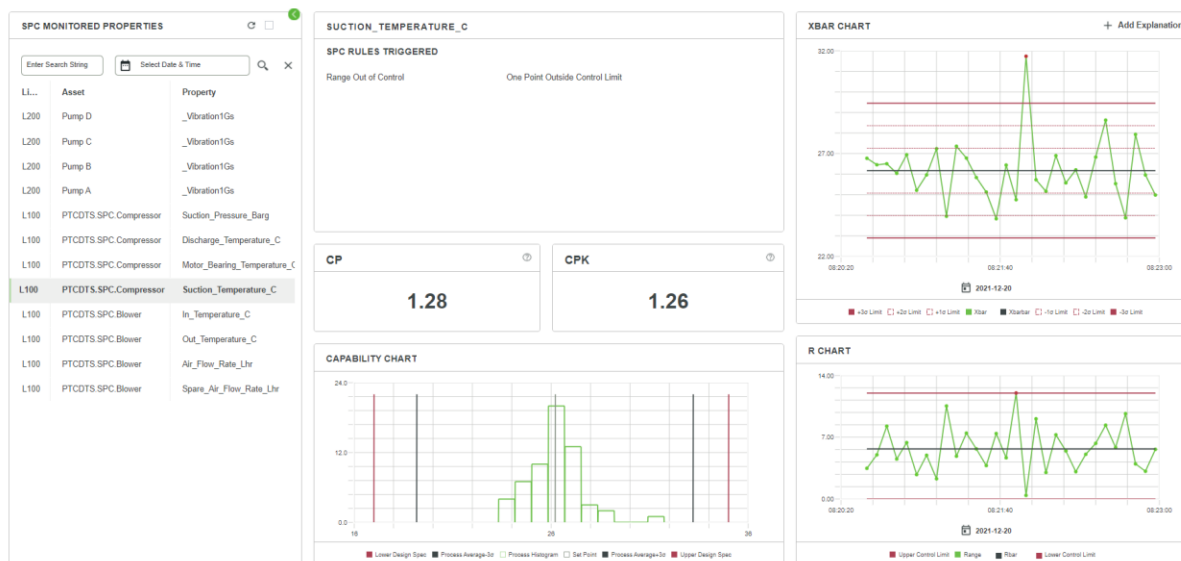 SPC MONITORED PROPERTIES
Enter Search String
Select Date & Time
Li... Asset Property
L200 Pump D _Vibration1Gs
L200 Pump C _Vibration1Gs
L200 Pump B _Vibration1Gs
L200 Pump A _Vibration1Gs
L100 PTCDTS.SPC.Compressor Suction_Pressure_Barg
L100 PTCDTS.SPC.Compressor Discharge_Temperature_C
L100 PTCDTS.SPC.Compressor Motor_Bearing_Temperature_C
L100 PTCDTS.SPC.Compressor Suction_Temperature_C
L100 PTCDTS.SPC.Blower In_Temperature_C
L100 PTCDTS.SPC.Blower Out_Temperature_C
L100 PTCDTS.SPC.Blower Air_Flow_Rate_Lhr
L100 PTCDTS.SPC.Blower Spare_Air_Flow_Rate_Lhr
SUCTION_TEMPERATURE_C
SPC RULES TRIGGERED
Range Out of Control One Point Outside Control Limit
CP
1.28
CPK
1.26
CAPABILITY CHART
24.0
12.0
0.0
16 26 36
Lower Design Spec Process Average-3σ Process Histogram Set Point Process Average+3σ Upper Design Spec
XBAR CHART
+ Add Explanation
32.00
27.00
22.00
08:20:20 08:21:40 08:23:00
2021-12-20
+3σ Limit +2σ Limit +1σ Limit Xbar Xbarbar -1σ Limit -2σ Limit -3σ Limit
R CHART
14.00
7.00
0.00
08:20:20 08:21:40 08:23:00
2021-12-20
Upper Control Limit Range Rbar Lower Control Limit